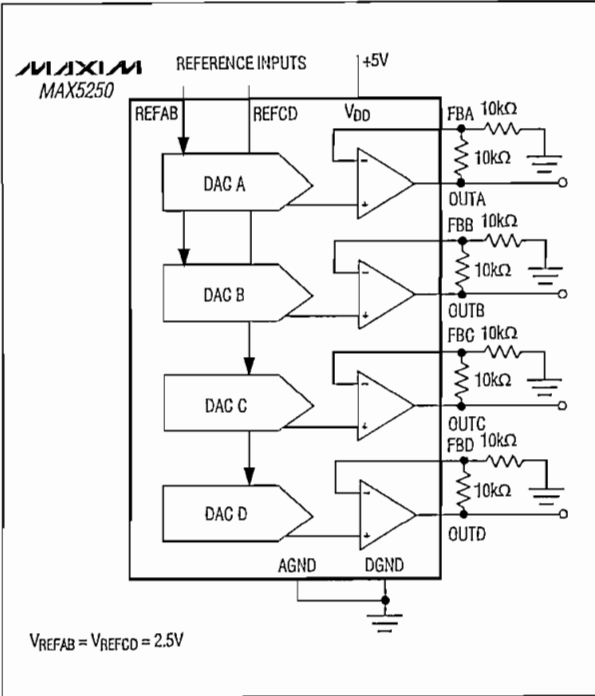 MAXIM
MAX5250
REFERENCE INPUTS
+5V
REFAB
REFCD
VDD
FBA 10kΩ
DAC A
-
10kΩ
+
OUTA
FBB 10kΩ
DAC B
-
10kΩ
+
OUTB
FBC 10kΩ
DAC C
-
10kΩ
+
OUTC
FBD 10kΩ
DAC D
-
10kΩ
+
OUTD
AGND
DGND
VREFAB = VREFCD = 2.5V